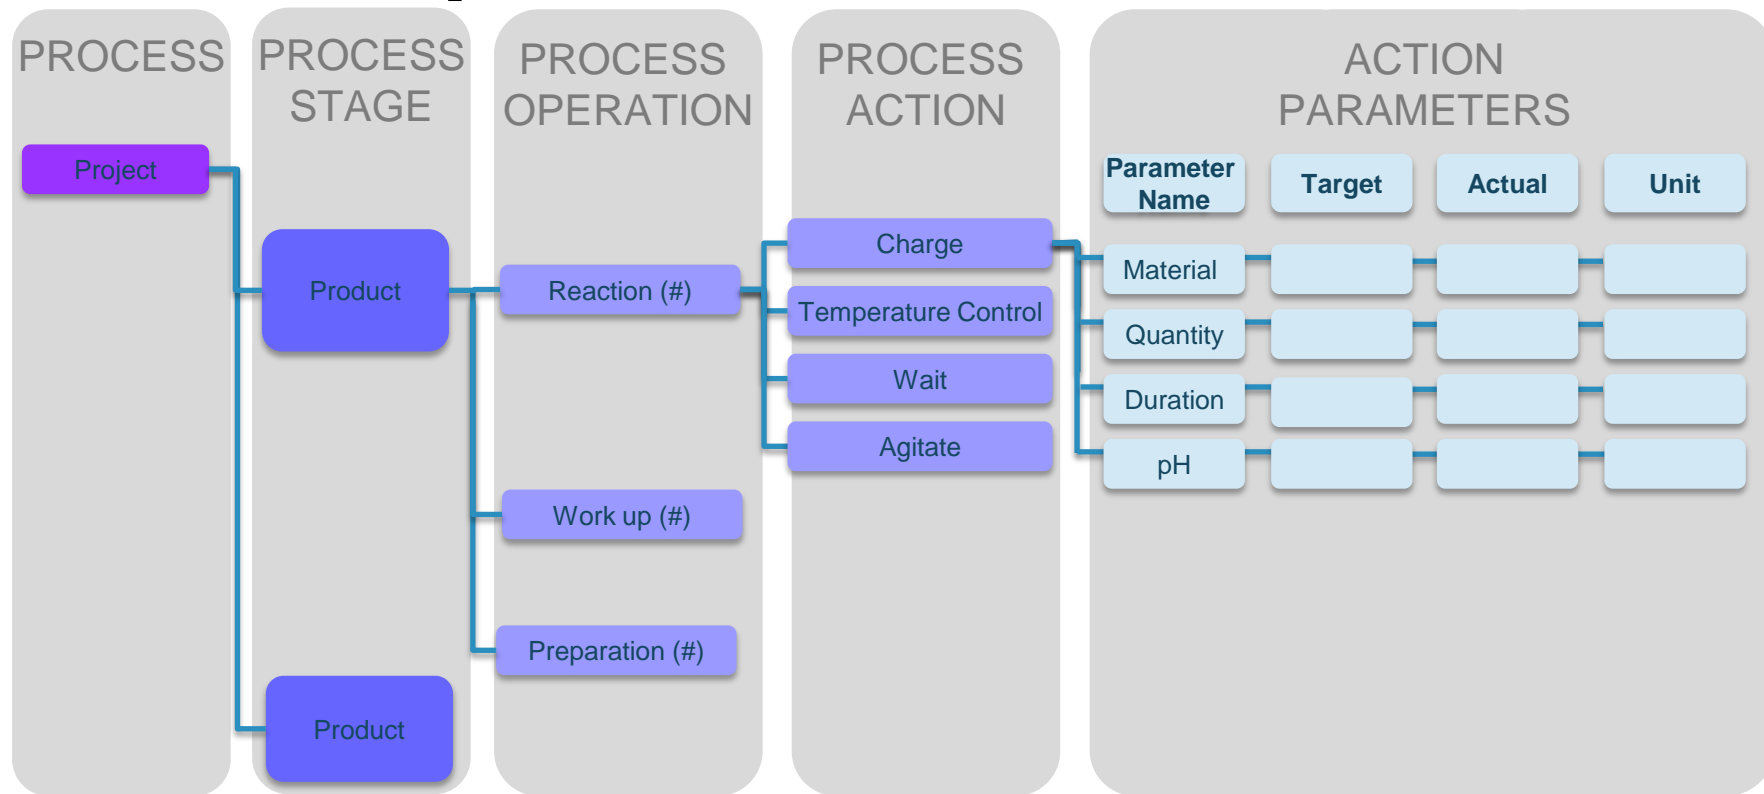 PROCESS
PROCESS
STAGE
PROCESS
OPERATION
PROCESS
ACTION
ACTION
PARAMETERS
Project
Product
Product
Reaction (#)
Work up (#)
Preparation (#)
Charge
Temperature Control
Wait
Agitate
Parameter
Name
Target
Actual
Unit
Material
Quantity
Duration
pH